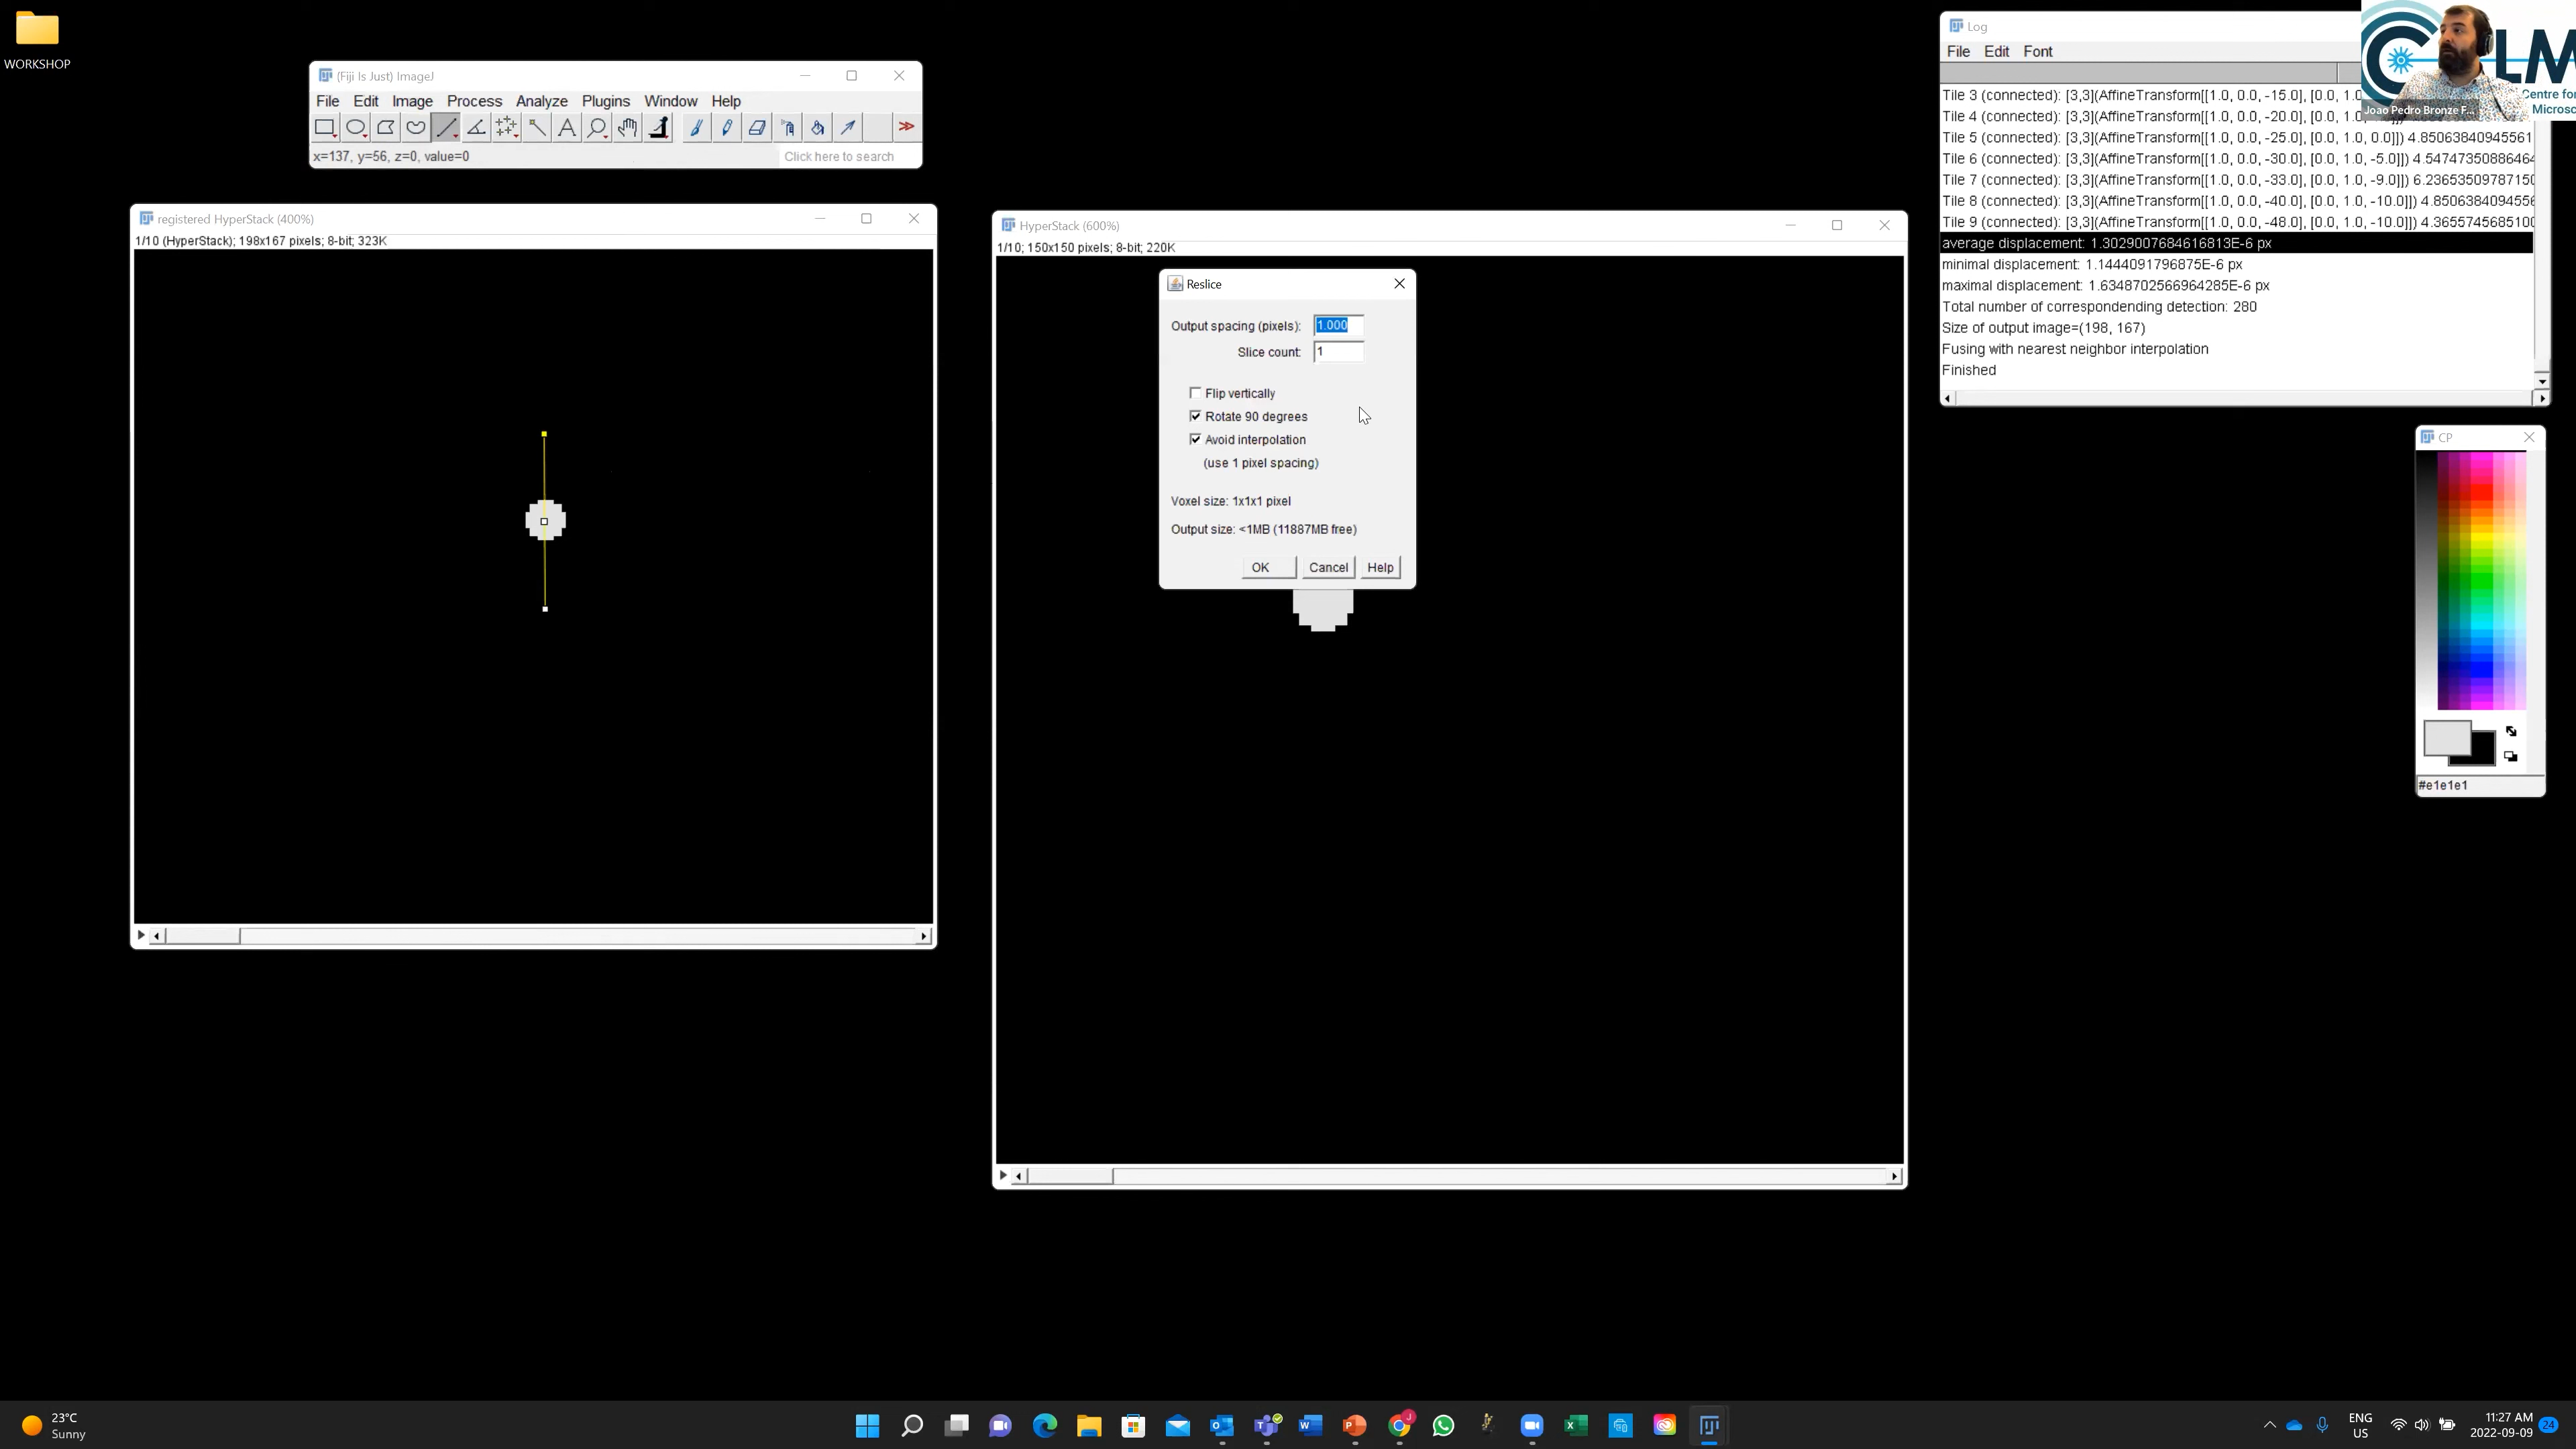 WORKSHOP
(Fiji Is Just) ImageJ
File Edit Image Process Analyze Plugins Window Help
x=137, y=56, z=0, value=0
Click here to search
registered HyperStack (400%)
1/10 (HyperStack); 198x167 pixels; 8-bit; 323K
HyperStack (600%)
1/10; 150x150 pixels; 8-bit; 220K
Reslice
Output spacing (pixels): 1.000
Slice count: 1
Flip vertically
Rotate 90 degrees
Avoid interpolation
(use 1 pixel spacing)
Voxel size: 1x1x1 pixel
Output size: <1MB (11887MB free)
OK Cancel Help
Log
File Edit Font
Tile 3 (connected): [3,3](AffineTransform[[1.0, 0.0, -15.0], [0.0, 1.0,
Tile 4 (connected): [3,3](AffineTransform[[1.0, 0.0, -20.0], [0.0, 1.0,
Tile 5 (connected): [3,3](AffineTransform[[1.0, 0.0, -25.0], [0.0, 1.0, 0.0]]) 4.85063840945561
Tile 6 (connected): [3,3](AffineTransform[[1.0, 0.0, -30.0], [0.0, 1.0, -5.0]]) 4.54747350886464
Tile 7 (connected): [3,3](AffineTransform[[1.0, 0.0, -33.0], [0.0, 1.0, -9.0]]) 6.23653509787150
Tile 8 (connected): [3,3](AffineTransform[[1.0, 0.0, -40.0], [0.0, 1.0, -10.0]]) 4.8506384094556
Tile 9 (connected): [3,3](AffineTransform[[1.0, 0.0, -48.0], [0.0, 1.0, -10.0]]) 4.3655745685100
average displacement: 1.3029007684616813E-6 px
minimal displacement: 1.1444091796875E-6 px
maximal displacement: 1.6348702566964285E-6 px
Total number of correspondending detection: 280
Size of output image=(198, 167)
Fusing with nearest neighbor interpolation
Finished
C LM
Centre for
Microsc
Joao Pedro Bronze F...
CP
#e1e1e1
23°C
Sunny
ENG
US
11:27 AM
2022-09-09
24